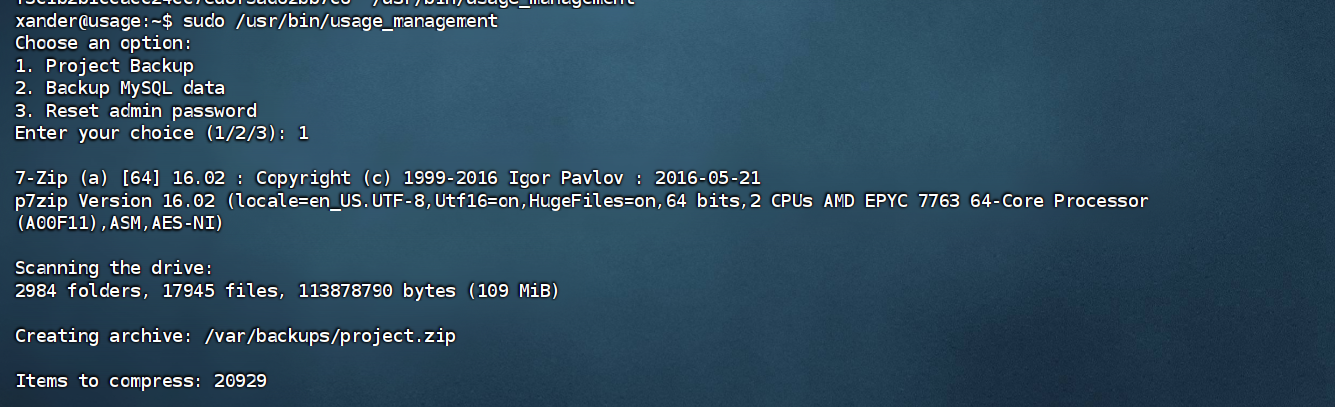 /usr/bin/usage_management
xander@usage:~$ sudo /usr/bin/usage_management
Choose an option:
1. Project Backup
2. Backup MySQL data
3. Reset admin password
Enter your choice (1/2/3): 1
7-Zip (a) [64] 16.02 : Copyright (c) 1999-2016 Igor Pavlov : 2016-05-21
p7zip Version 16.02 (locale=en_US.UTF-8,Utf16=on,HugeFiles=on,64 bits,2 CPUs AMD EPYC 7763 64-Core Processor
(A00F11),ASM,AES-NI)
Scanning the drive:
2984 folders, 17945 files, 113878790 bytes (109 MiB)
Creating archive: /var/backups/project.zip
Items to compress: 20929